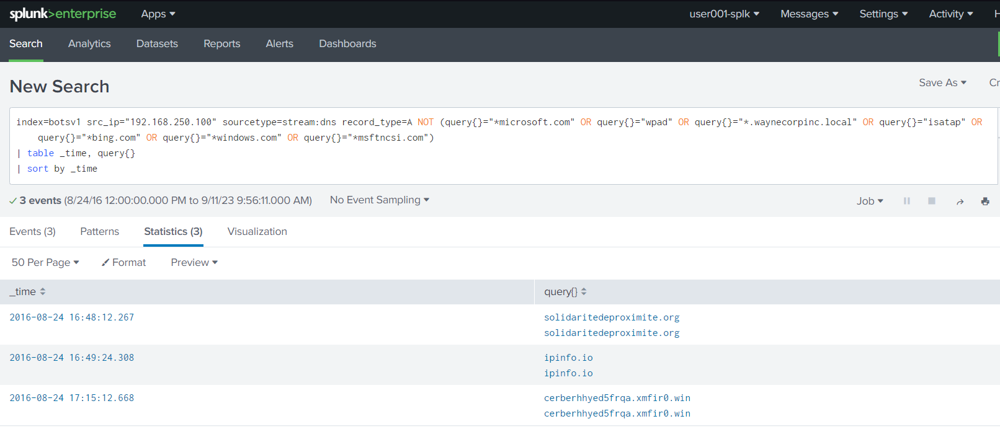 splunk>enterprise Apps user001-splk Messages Settings Activity H
Search Analytics Datasets Reports Alerts Dashboards
New Search
Save As Cr
index=botsv1 src_ip="192.168.250.100" sourcetype=stream:dns record_type=A NOT (query{}="*microsoft.com" OR query{}="wpad" OR query{}="*.waynecorpinc.local" OR query{}="isatap" OR
query{}="*bing.com" OR query{}="*windows.com" OR query{}="*msftncsi.com")
| table _time, query{}
| sort by _time
3 events (8/24/16 12:00:00.000 PM to 9/11/23 9:56:11.000 AM) No Event Sampling Job
Events (3) Patterns Statistics (3) Visualization
50 Per Page Format Preview
_time query{}
2016-08-24 16:48:12.267 solidaritedeproximite.org
solidaritedeproximite.org
2016-08-24 16:49:24.308 ipinfo.io
ipinfo.io
2016-08-24 17:15:12.668 cerberhhyed5frqa.xmfir0.win
cerberhhyed5frqa.xmfir0.win